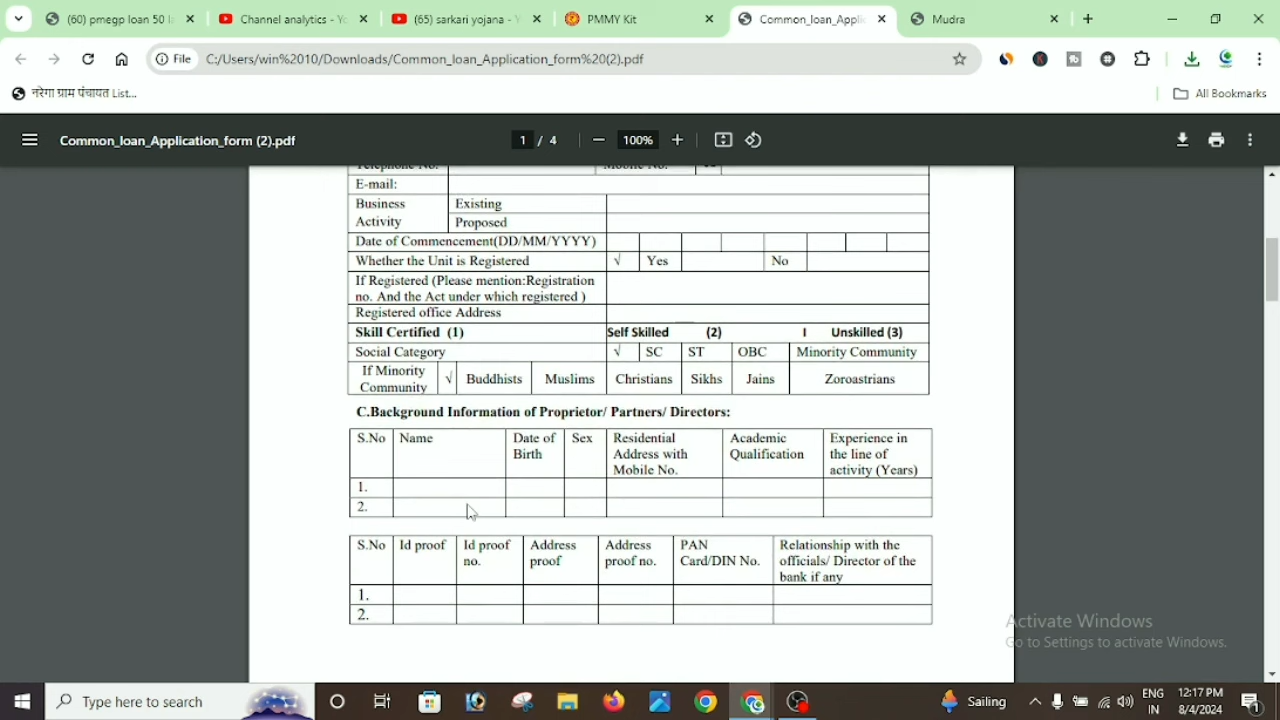 (60) pmegp loan 50 l
Channel analytics - Yo
(65) sarkari yojana - Y
PMMY Kit
Common_loan_Applic
Mudra
File C:/Users/win%2010/Downloads/Common_loan_Application_form%20(2).pdf
नरेगा ग्राम पंचायत List...
All Bookmarks
Common_loan_Application_form (2).pdf
1 / 4
100%
Telephone No. Mobile No.
E-mail:
Business Existing
Activity Proposed
Date of Commencement(DD/MM/YYYY)
Whether the Unit is Registered √ Yes No
If Registered (Please mention:Registration
no. And the Act under which registered )
Registered office Address
Skill Certified (1) Self Skilled (2) I Unskilled (3)
Social Category √ SC ST OBC Minority Community
If Minority
Community √ Buddhists Muslims Christians Sikhs Jains Zoroastrians
C.Background Information of Proprietor/ Partners/ Directors:
S.No Name Date of Sex Residential Academic Experience in
Birth Address with Qualification the line of
Mobile No. activity (Years)
1.
2.
S.No Id proof Id proof Address Address PAN Relationship with the
no. proof proof no. Card/DIN No. officials/ Director of the
bank if any
1.
2.
Activate Windows
Go to Settings to activate Windows.
Type here to search
Sailing
ENG
IN
12:17 PM
8/4/2024
1